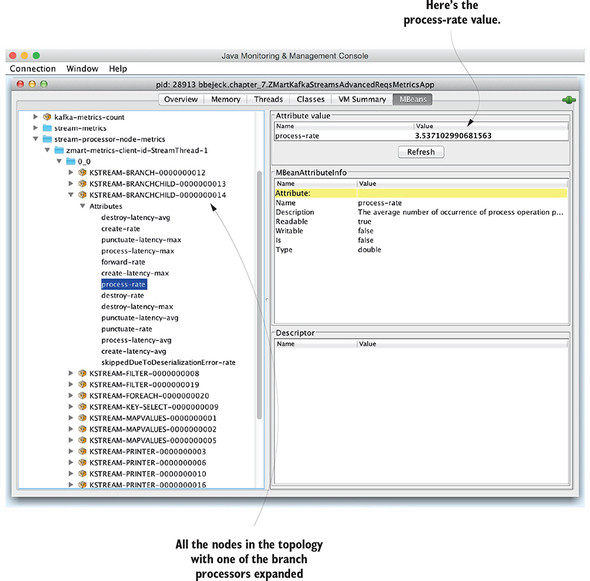 Here's the
process-rate value.
Java Monitoring & Management Console
Connection Window Help
pid: 28913 bbejeck.chapter_7.ZMartKafkaStreamsAdvancedReqsMetricsApp
Overview Memory Threads Classes VM Summary MBeans
kafka-metrics-count
stream-metrics
stream-processor-node-metrics
zmart-metrics-client-id-StreamThread-1
0_0
KSTREAM-BRANCH-0000000012
KSTREAM-BRANCHCHILD-0000000013
KSTREAM-BRANCHCHILD-0000000014
Attributes
destroy-latency-avg
create-rate
punctuate-latency-max
process-latency-max
forward-rate
create-latency-max
process-rate
destroy-rate
destroy-latency-max
punctuate-latency-avg
punctuate-rate
process-latency-avg
create-latency-avg
skippedDueToDeserializationError-rate
KSTREAM-FILTER-0000000008
KSTREAM-FILTER-0000000019
KSTREAM-FOREACH-0000000020
KSTREAM-KEY-SELECT-0000000009
KSTREAM-MAPVALUES-0000000001
KSTREAM-MAPVALUES-0000000002
KSTREAM-MAPVALUES-0000000005
KSTREAM-PRINTER-0000000003
KSTREAM-PRINTER-0000000006
KSTREAM-PRINTER-0000000010
KSTREAM-PRINTER-0000000016
Attribute value
Name Value
process-rate 3.537102990681563
Refresh
MBeanAttributeInfo
Name Value
Attribute:
Name process-rate
Description The average number of occurrence of process operation p...
Readable true
Writable false
Is false
Type double
Descriptor
Name Value
All the nodes in the topology
with one of the branch
processors expanded